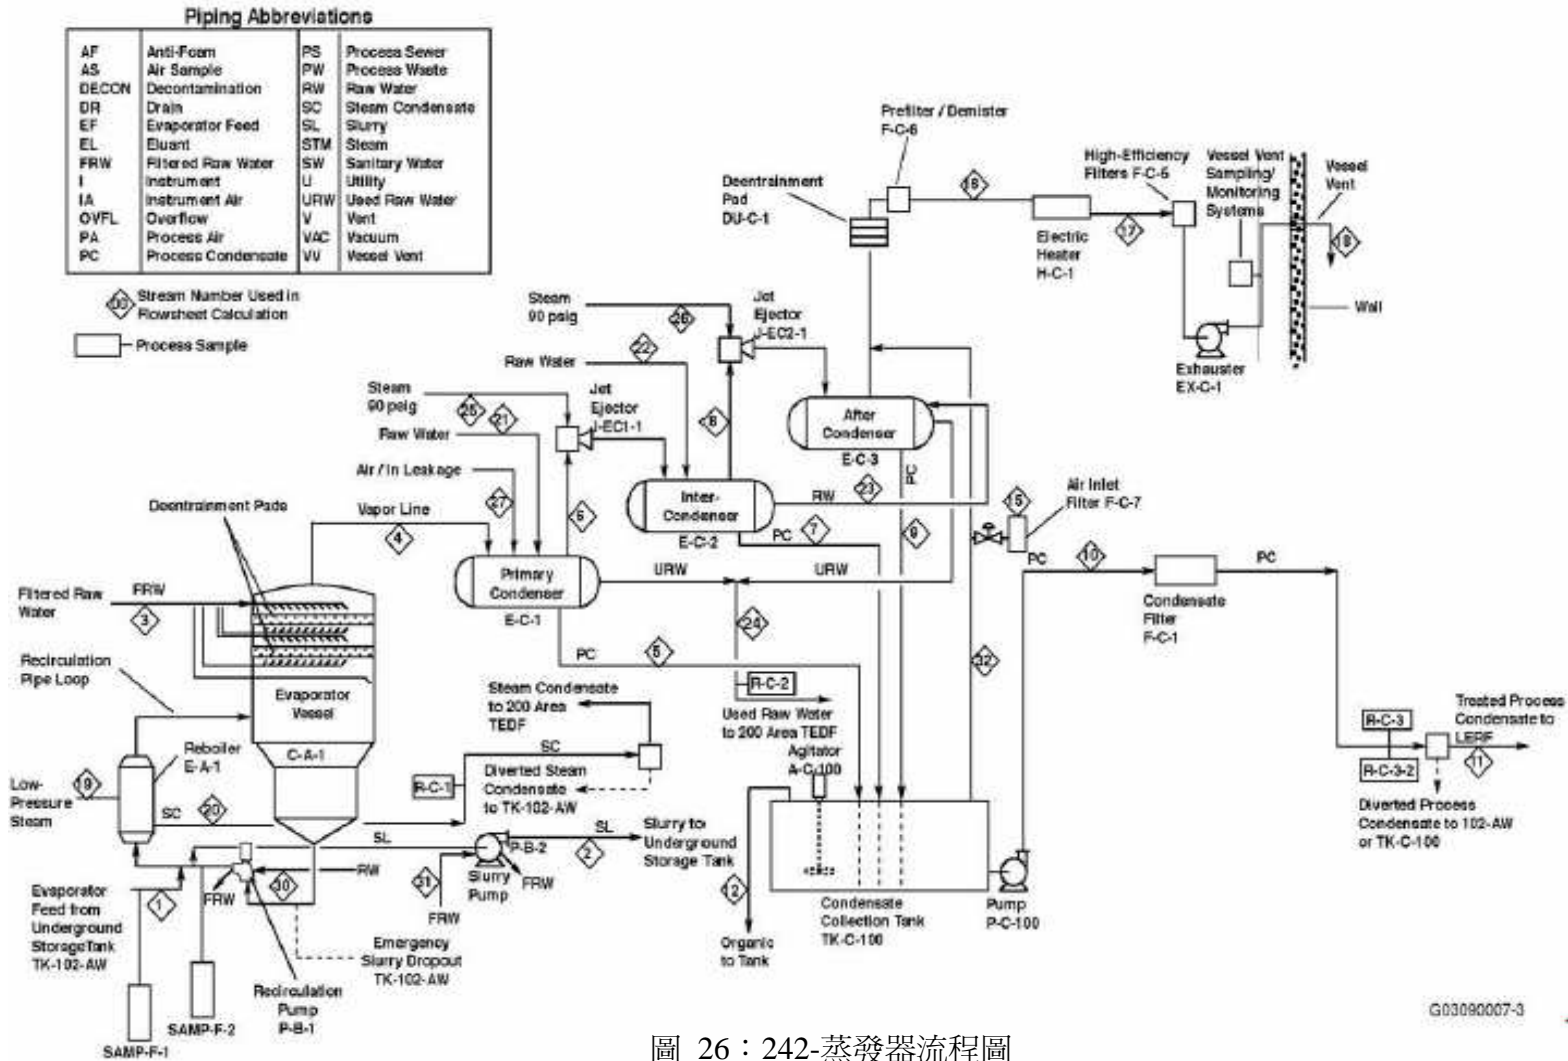 Piping Abbreviations
AF Anti-Foam PS Process Sewer
AS Air Sample PW Process Waste
DECON Decontamination RW Raw Water
DR Drain SC Steam Condensate
EF Evaporator Feed SL Slurry
EL Eluant STM Steam
FRW Filtered Raw Water SW Sanitary Water
I Instrument U Utility
IA Instrument Air URW Used Raw Water
OVFL Overflow V Vent
PA Process Air VAC Vacuum
PC Process Condensate VV Vessel Vent
00 Stream Number Used in
Flowsheet Calculation
Process Sample
Prefilter / Demister
F-C-6
Deentrainment
Pad
DU-C-1
16
High-Efficiency
Filters F-C-5
Vessel Vent
Sampling/
Monitoring
Systems
Vessel
Vent
Electric
Heater
H-C-1
17
18
Wall
Exhauster
EX-C-1
Steam
90 psig
26
Jet
Ejector
J-EC2-1
Raw Water
22
Steam
90 psig
25
21
Jet
Ejector
J-EC1-1
Raw Water
8
After
Condenser
E-C-3
PC
Air / In Leakage
27
6
Inter-
Condenser
E-C-2
RW
23
9
15
Air Inlet
Filter F-C-7
Deentrainment Pads
Vapor Line
4
PC
7
Primary
Condenser
E-C-1
URW
URW
PC
10
PC
Condensate
Filter
F-C-1
Filtered Raw
Water
FRW
3
24
PC
5
32
Recirculation
Pipe Loop
Evaporator
Vessel
C-A-1
Steam Condensate
to 200 Area
TEDF
R-C-2
Used Raw Water
to 200 Area TEDF
Agitator
A-C-100
R-C-3
R-C-3-2
Treated Process
Condensate to
LERF
11
Reboiler
E-A-1
SC
Diverted Steam
Condensate
to TK-102-AW
R-C-1
Low-
Pressure
Steam
19
SC
20
Diverted Process
Condensate to 102-AW
or TK-C-100
SL
P-B-2
SL
2
Slurry to
Underground
Storage Tank
Slurry
Pump
FRW
31
FRW
RW
30
FRW
1
Evaporator
Feed from
Underground
StorageTank
TK-102-AW
Emergency
Slurry Dropout
TK-102-AW
Recirculation
Pump
P-B-1
SAMP-F-2
SAMP-F-1
12
Organic
to Tank
Condensate
Collection Tank
TK-C-100
Pump
P-C-100
G03090007-3
圖 26：242-蒸發器流程圖